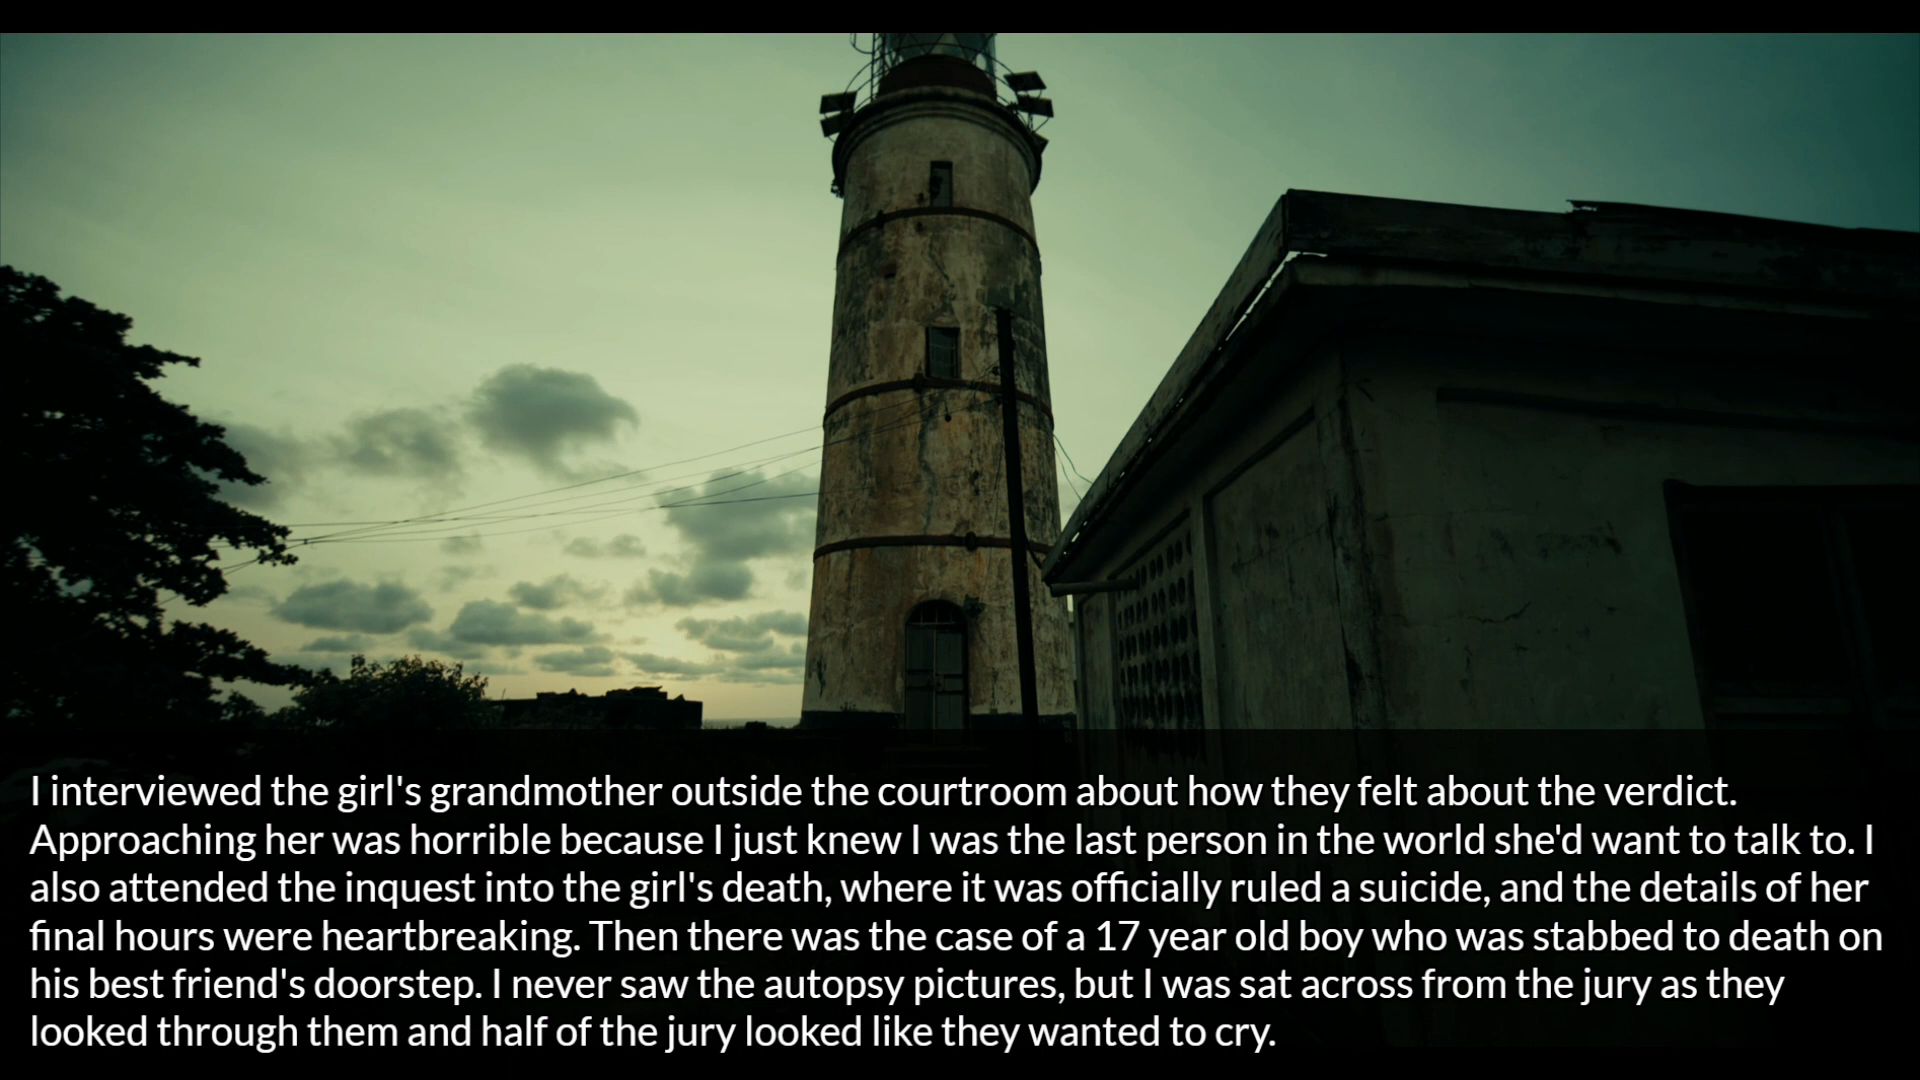 I interviewed the girl's grandmother outside the courtroom about how they felt about the verdict.
Approaching her was horrible because I just knew I was the last person in the world she'd want to talk to. I
also attended the inquest into the girl's death, where it was officially ruled a suicide, and the details of her
final hours were heartbreaking. Then there was the case of a 17 year old boy who was stabbed to death on
his best friend's doorstep. I never saw the autopsy pictures, but I was sat across from the jury as they
looked through them and half of the jury looked like they wanted to cry.